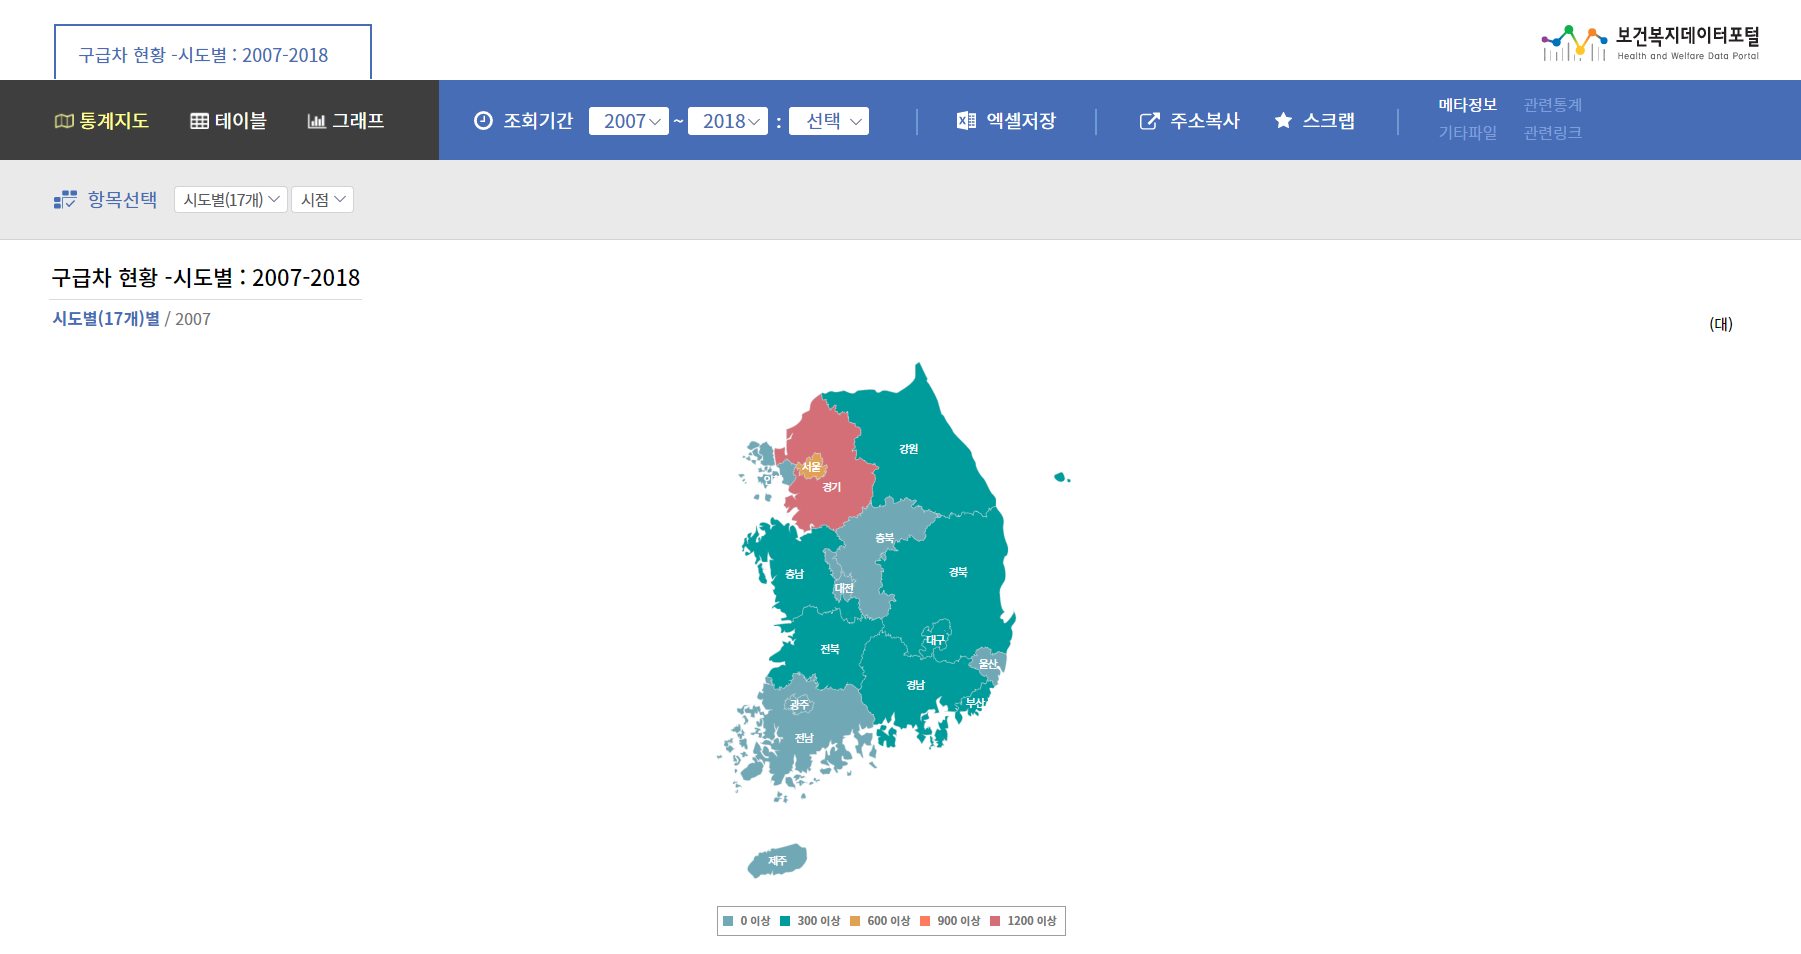 구급차 현황 -시도별 : 2007-2018
보건복지데이터포털
Health and Welfare Data Portal
통계지도 테이블 그래프
조회기간 2007 ~ 2018 : 선택
엑셀저장
주소복사 스크랩
메타정보 관련통계
기타파일 관련링크
항목선택 시도별(17개) 시점
구급차 현황 -시도별 : 2007-2018
시도별(17개)별 / 2007
(대)
강원
서울
경기
충북
경북
충남
대전
대구
전북
울산
경남
부산
광주
전남
제주
0 이상 300 이상 600 이상 900 이상 1200 이상